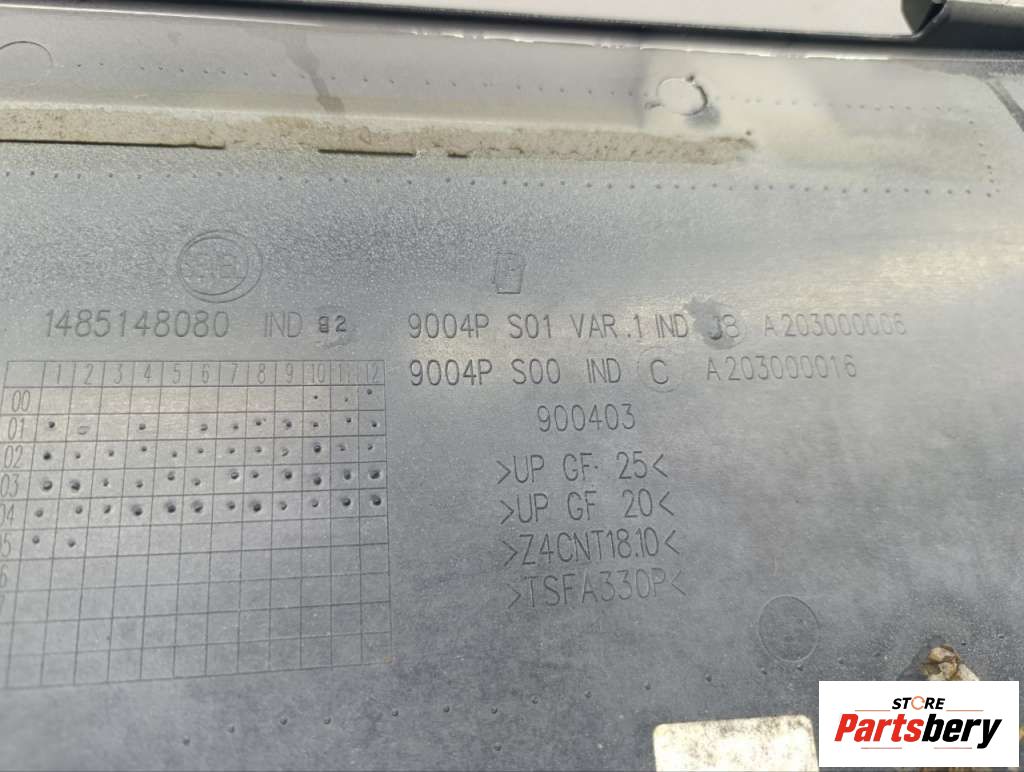 1485148080 IND 9004P S01 VAR.1 IND JB A203000006
9004P S00 IND C A203000016
1 2 3 4 5 6 7 8 9 10 11 12
00
01
02
03
04
05
900403
>UP GF 25<
>UP GF 20<
>Z4CNT18.10<
>TSFA330P<
STORE
Partsbery